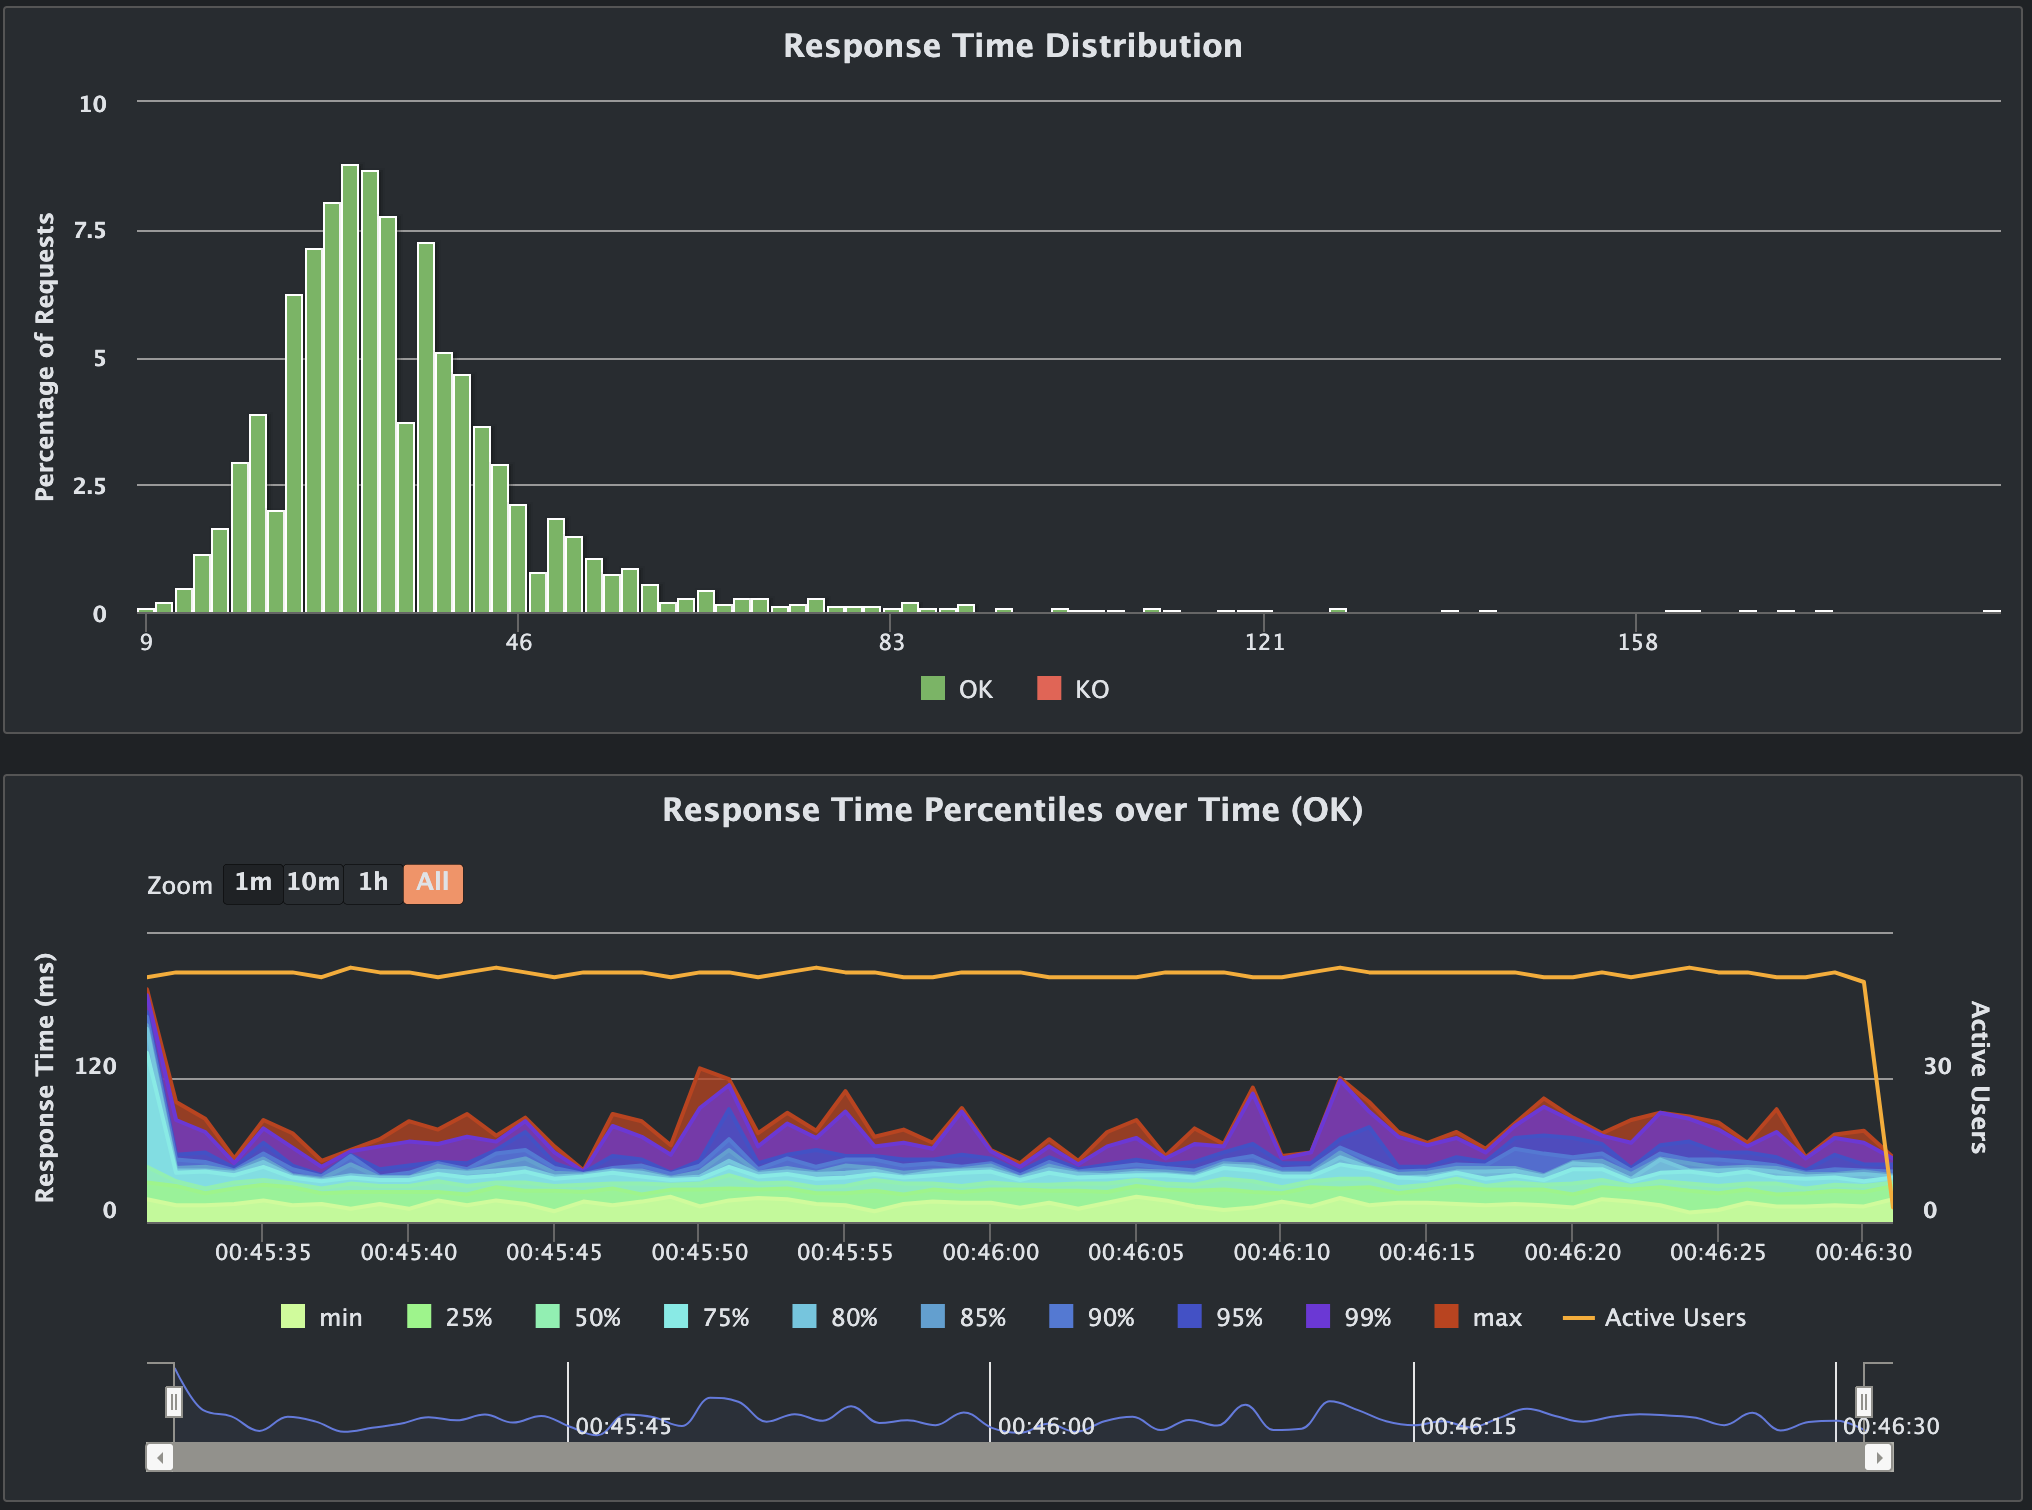 Response Time Distribution
Percentage of Requests
10
7.5
5
2.5
0
9 46 83 121 158
OK KO
Response Time Percentiles over Time (OK)
Zoom 1m 10m 1h All
Response Time (ms)
120
0
Active Users
30
0
00:45:35 00:45:40 00:45:45 00:45:50 00:45:55 00:46:00 00:46:05 00:46:10 00:46:15 00:46:20 00:46:25 00:46:30
min 25% 50% 75% 80% 85% 90% 95% 99% max Active Users
00:45:45 00:46:00 00:46:15 00:46:30